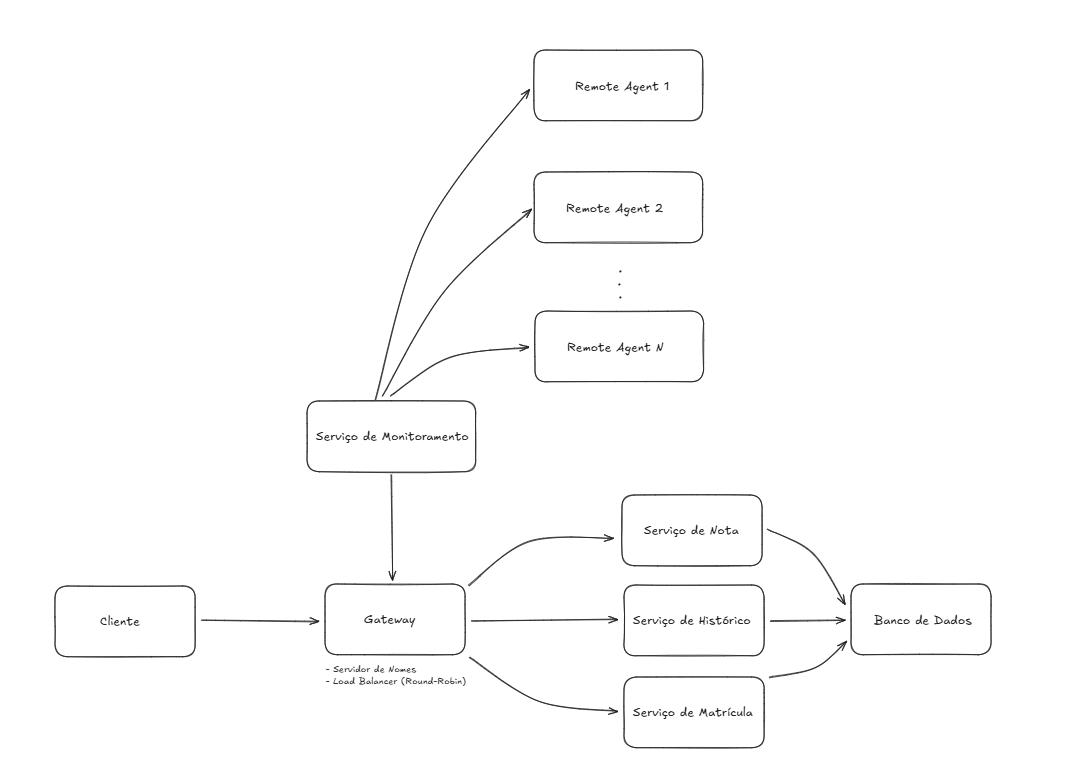 Remote Agent 1
Remote Agent 2
Remote Agent N
Serviço de Monitoramento
Serviço de Nota
Cliente
Gateway
Serviço de Histórico
Banco de Dados
- Servidor de Nomes
- Load Balancer (Round-Robin)
Serviço de Matrícula